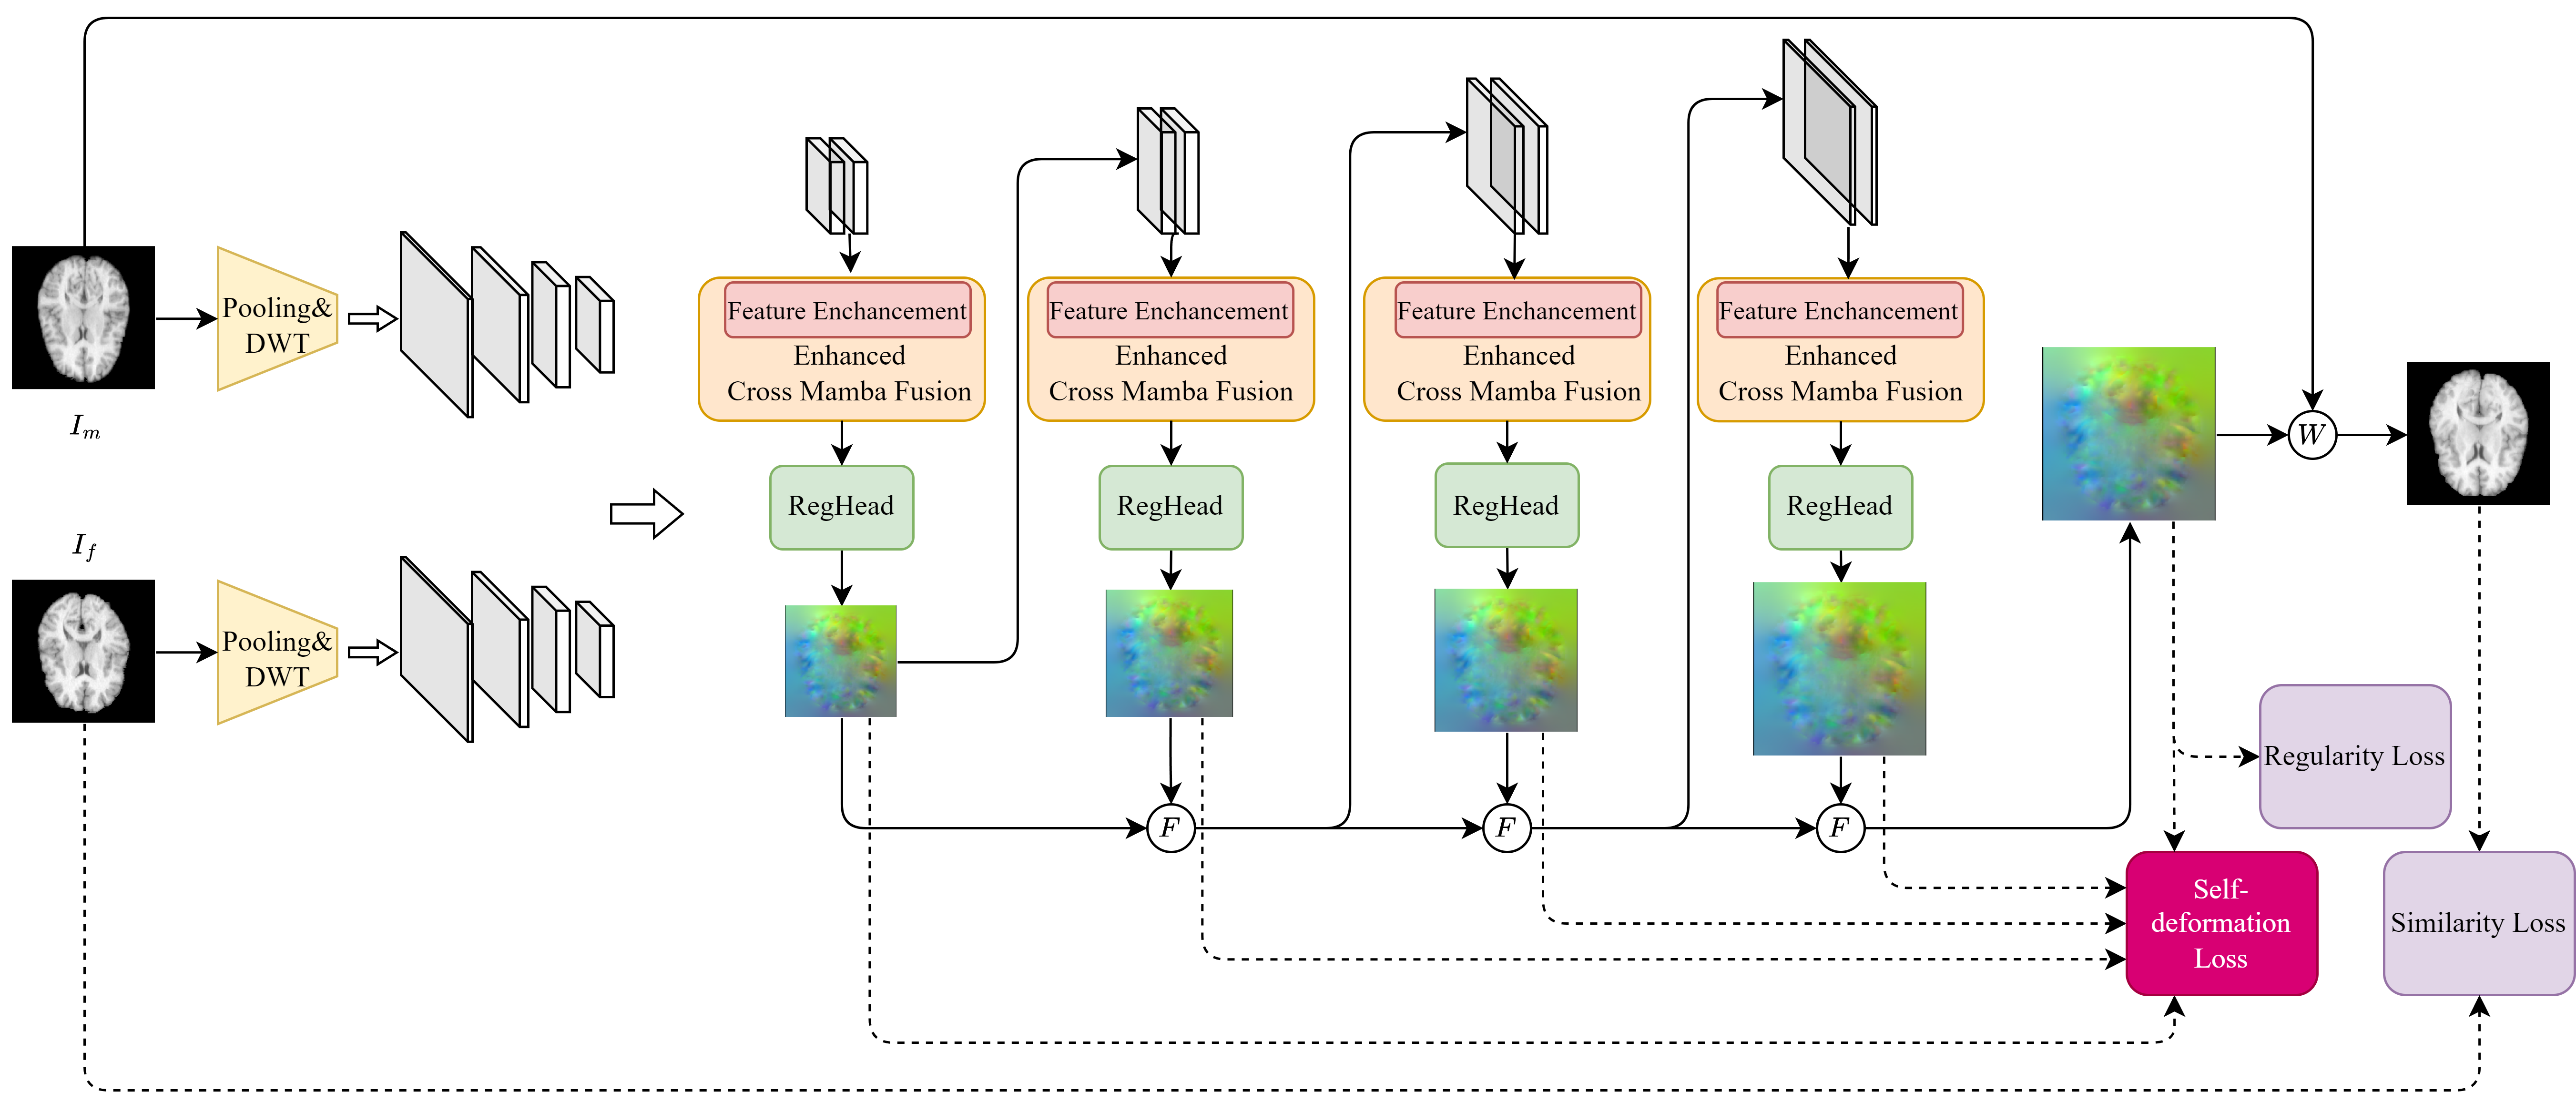 Pooling&
DWT
I_m
I_f
Pooling&
DWT
Feature Enchancement
Enhanced
Cross Mamba Fusion
RegHead
Feature Enchancement
Enhanced
Cross Mamba Fusion
RegHead
F
Feature Enchancement
Enhanced
Cross Mamba Fusion
RegHead
F
Feature Enchancement
Enhanced
Cross Mamba Fusion
RegHead
F
W
Regularity Loss
Self-
deformation
Loss
Similarity Loss